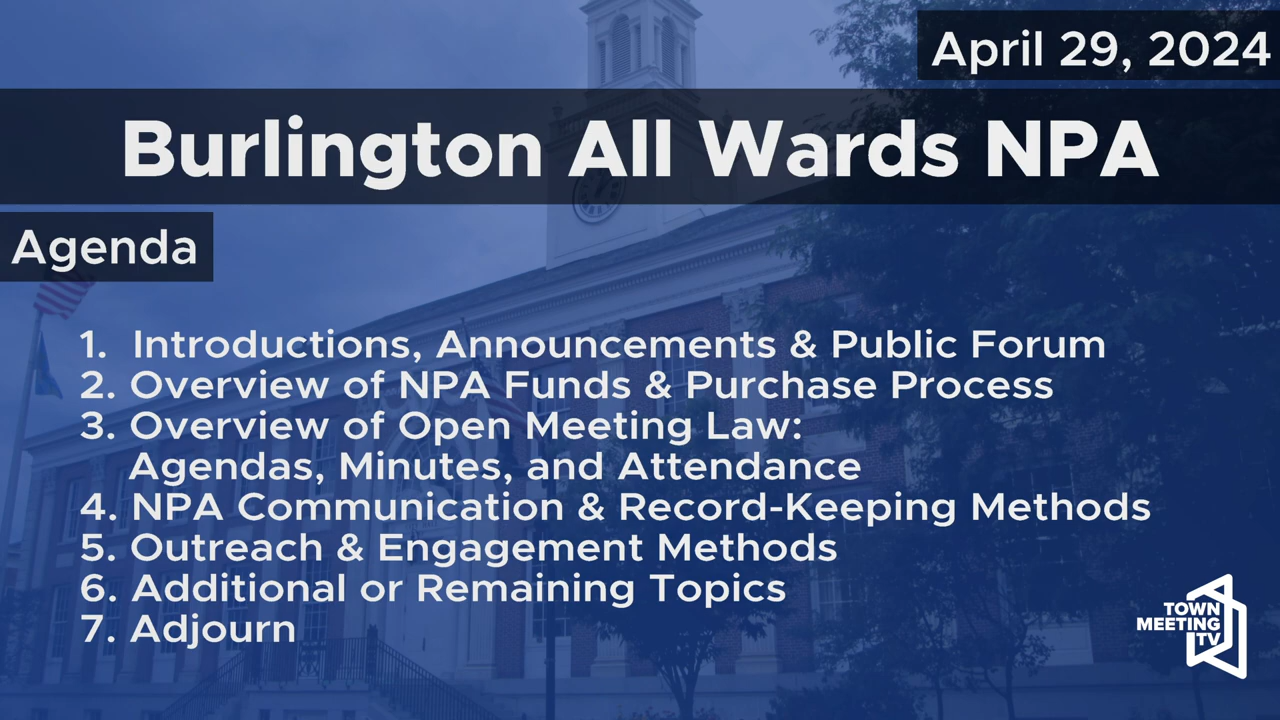 April 29, 2024
Burlington All Wards NPA
Agenda
1. Introductions, Announcements & Public Forum
2. Overview of NPA Funds & Purchase Process
3. Overview of Open Meeting Law:
Agendas, Minutes, and Attendance
4. NPA Communication & Record-Keeping Methods
5. Outreach & Engagement Methods
6. Additional or Remaining Topics
7. Adjourn
TOWN
MEETING
TV